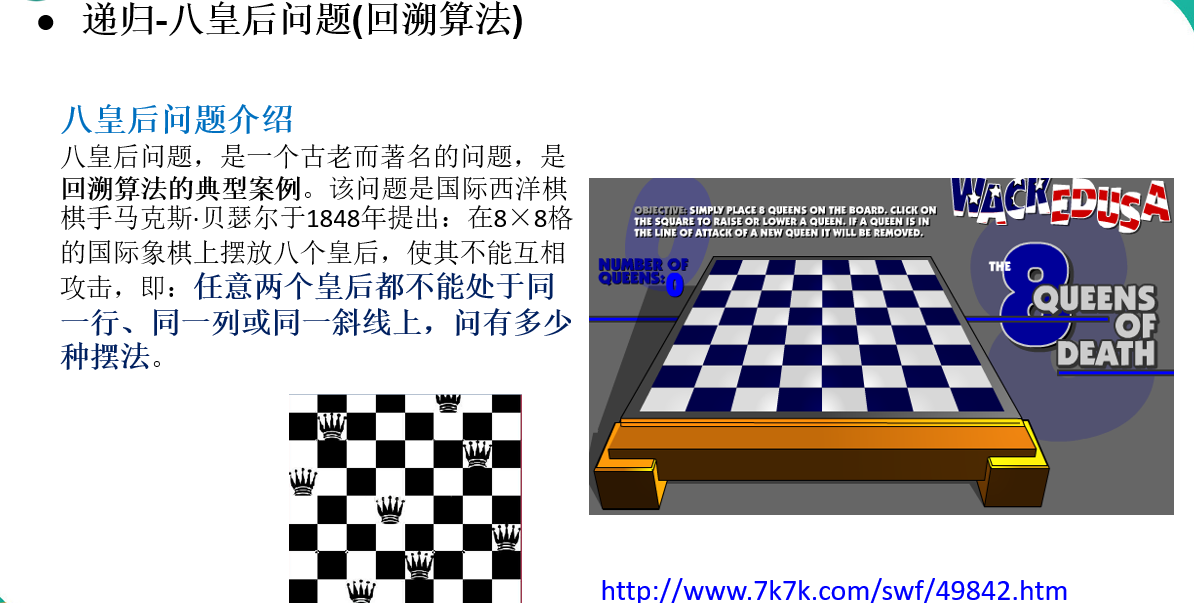 ● 递归-八皇后问题(回溯算法)
八皇后问题介绍
八皇后问题，是一个古老而著名的问题，是
回溯算法的典型案例。该问题是国际西洋棋
棋手马克斯·贝瑟尔于1848年提出：在8×8格
的国际象棋上摆放八个皇后，使其不能互相
攻击，即：任意两个皇后都不能处于同
一行、同一列或同一斜线上，问有多少
种摆法。
WACKEDUSA
OBJECTIVE: SIMPLY PLACE 8 QUEENS ON THE BOARD. CLICK ON
THE SQUARE TO RAISE OR LOWER A QUEEN. IF A QUEEN IS IN
THE LINE OF ATTACK OF A NEW QUEEN IT WILL BE REMOVED.
NUMBER OF
QUEENS:0
THE 8
QUEENS
OF
DEATH
http://www.7k7k.com/swf/49842.htm